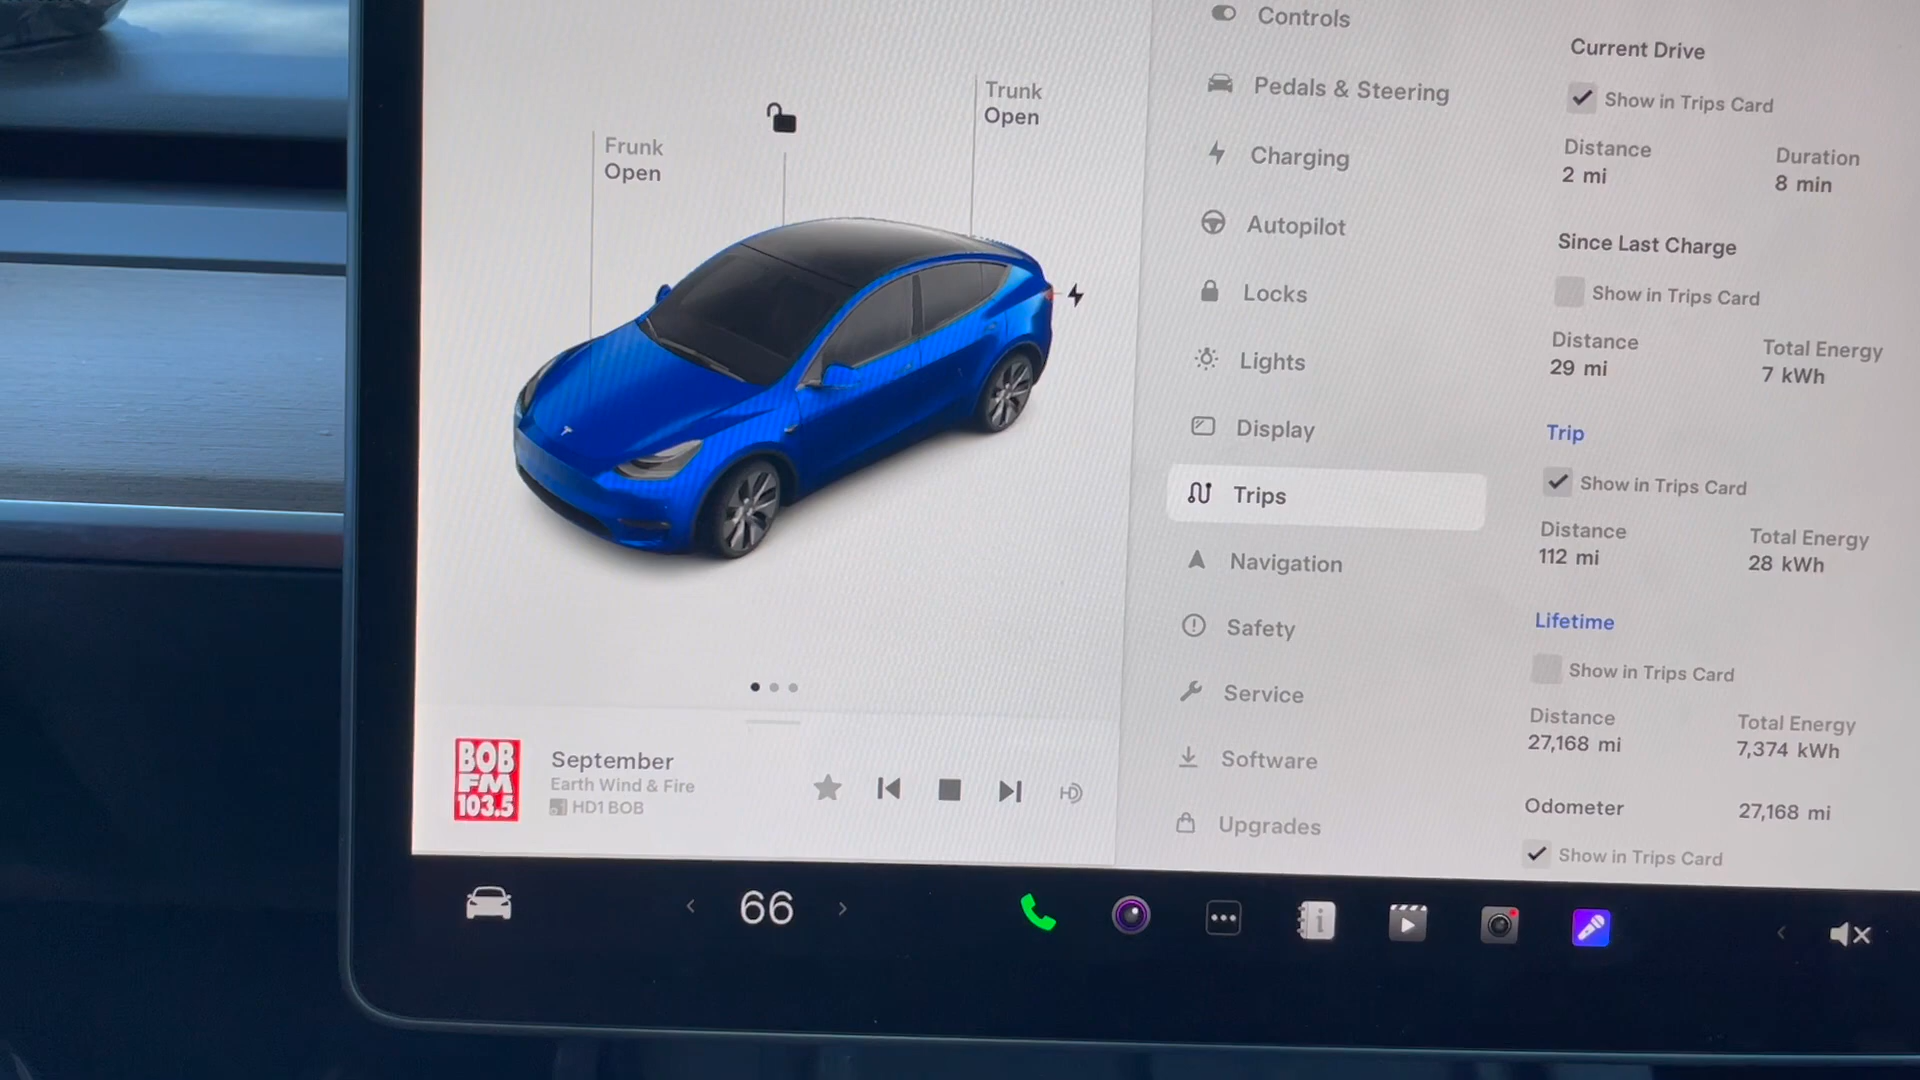 Frunk
Open
Trunk
Open
BOB
FM
103.5
September
Earth Wind & Fire
HD1 BOB
HD
Controls
Pedals & Steering
Charging
Autopilot
Locks
Lights
Display
Trips
Navigation
Safety
Service
Software
Upgrades
Current Drive
Show in Trips Card
Distance
2 mi
Duration
8 min
Since Last Charge
Show in Trips Card
Distance
29 mi
Total Energy
7 kWh
Trip
Show in Trips Card
Distance
112 mi
Total Energy
28 kWh
Lifetime
Show in Trips Card
Distance
27,168 mi
Total Energy
7,374 kWh
Odometer
27,168 mi
Show in Trips Card
66